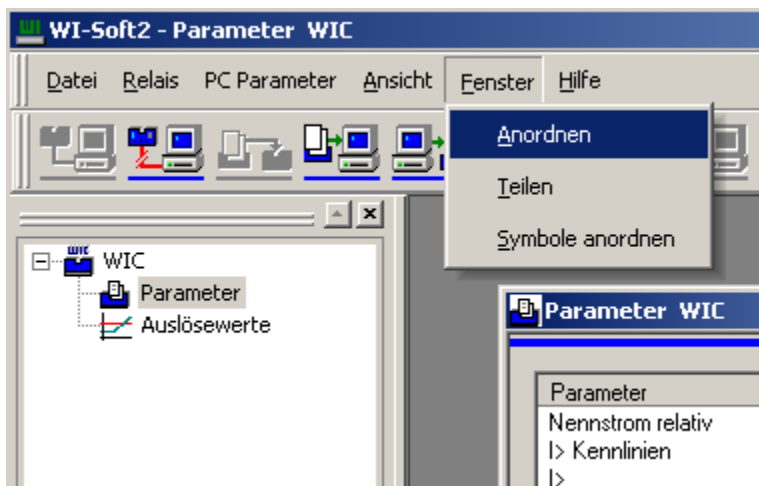 WI-Soft2 - Parameter WIC
Datei Relais PC Parameter Ansicht Fenster Hilfe
Anordnen
Teilen
Symbole anordnen
WIC
Parameter
Auslösewerte
Parameter WIC
Parameter
Nennstrom relativ
I> Kennlinien
I>